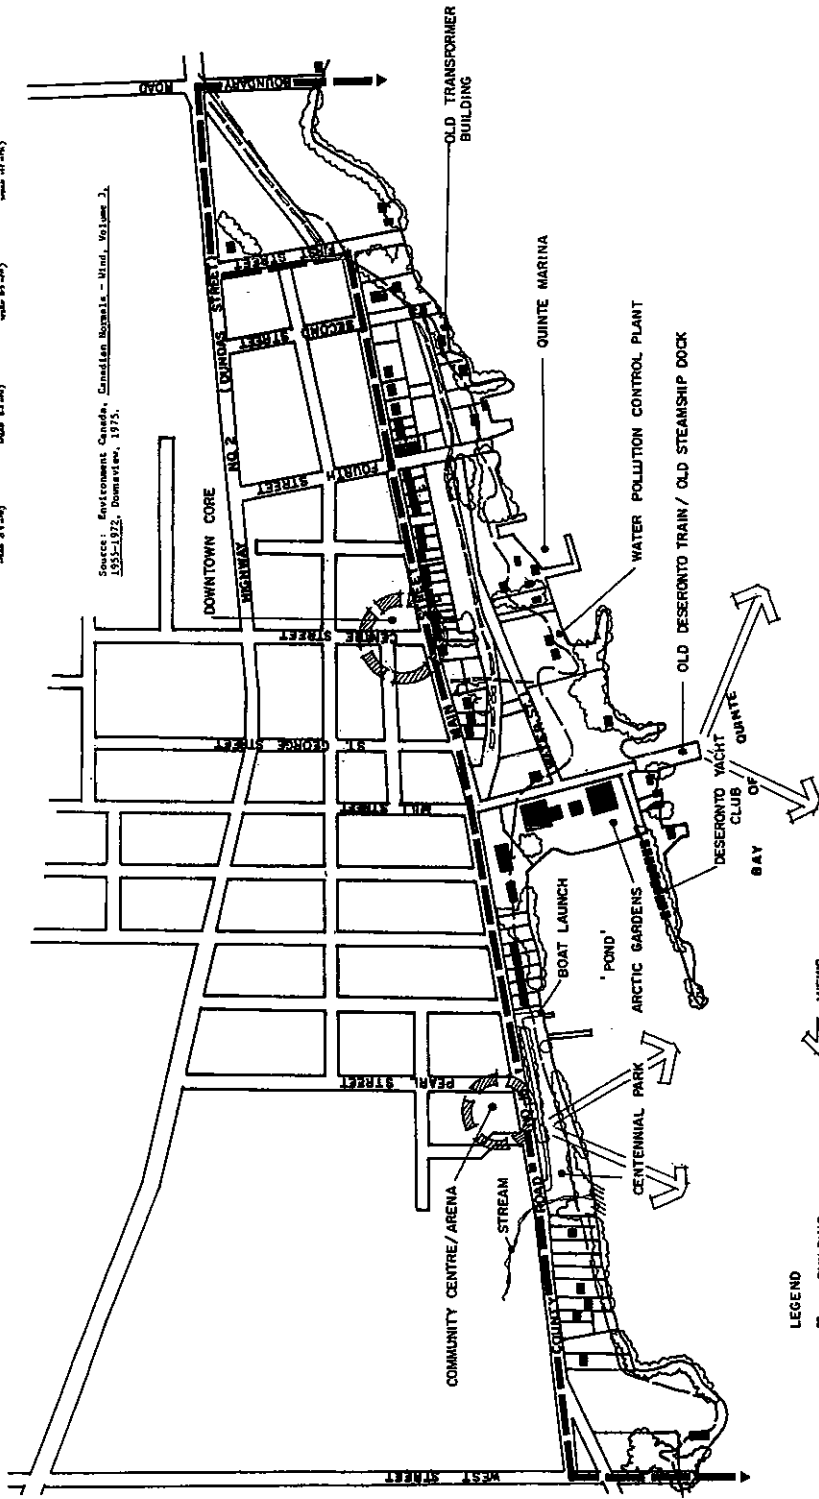 Source: Environment Canada, Canadian Normals - Wind, Volume 3,
1955-1972, Downsview, 1975.
ROAD
BOUNDARY
OLD TRANSFORMER
BUILDING
FIRST STREET
SECOND STREET
(DUNDAS STREET)
HIGHWAY NO 2
FOURTH STREET
QUINTE MARINA
DOWNTOWN CORE
CENTRE STREET
WATER POLLUTION CONTROL PLANT
MAIN STREET
ST. GEORGE STREET
WATER ST.
OLD DESERONTO TRAIN / OLD STEAMSHIP DOCK
MILL STREET
DESERONTO YACHT
CLUB
BAY OF QUINTE
ARCTIC GARDENS
'POND'
BOAT LAUNCH
PEARL STREET
CENTENNIAL PARK
COMMUNITY CENTRE/ARENA
STREAM
COUNTY ROAD NO.
WEST STREET
LEGEND